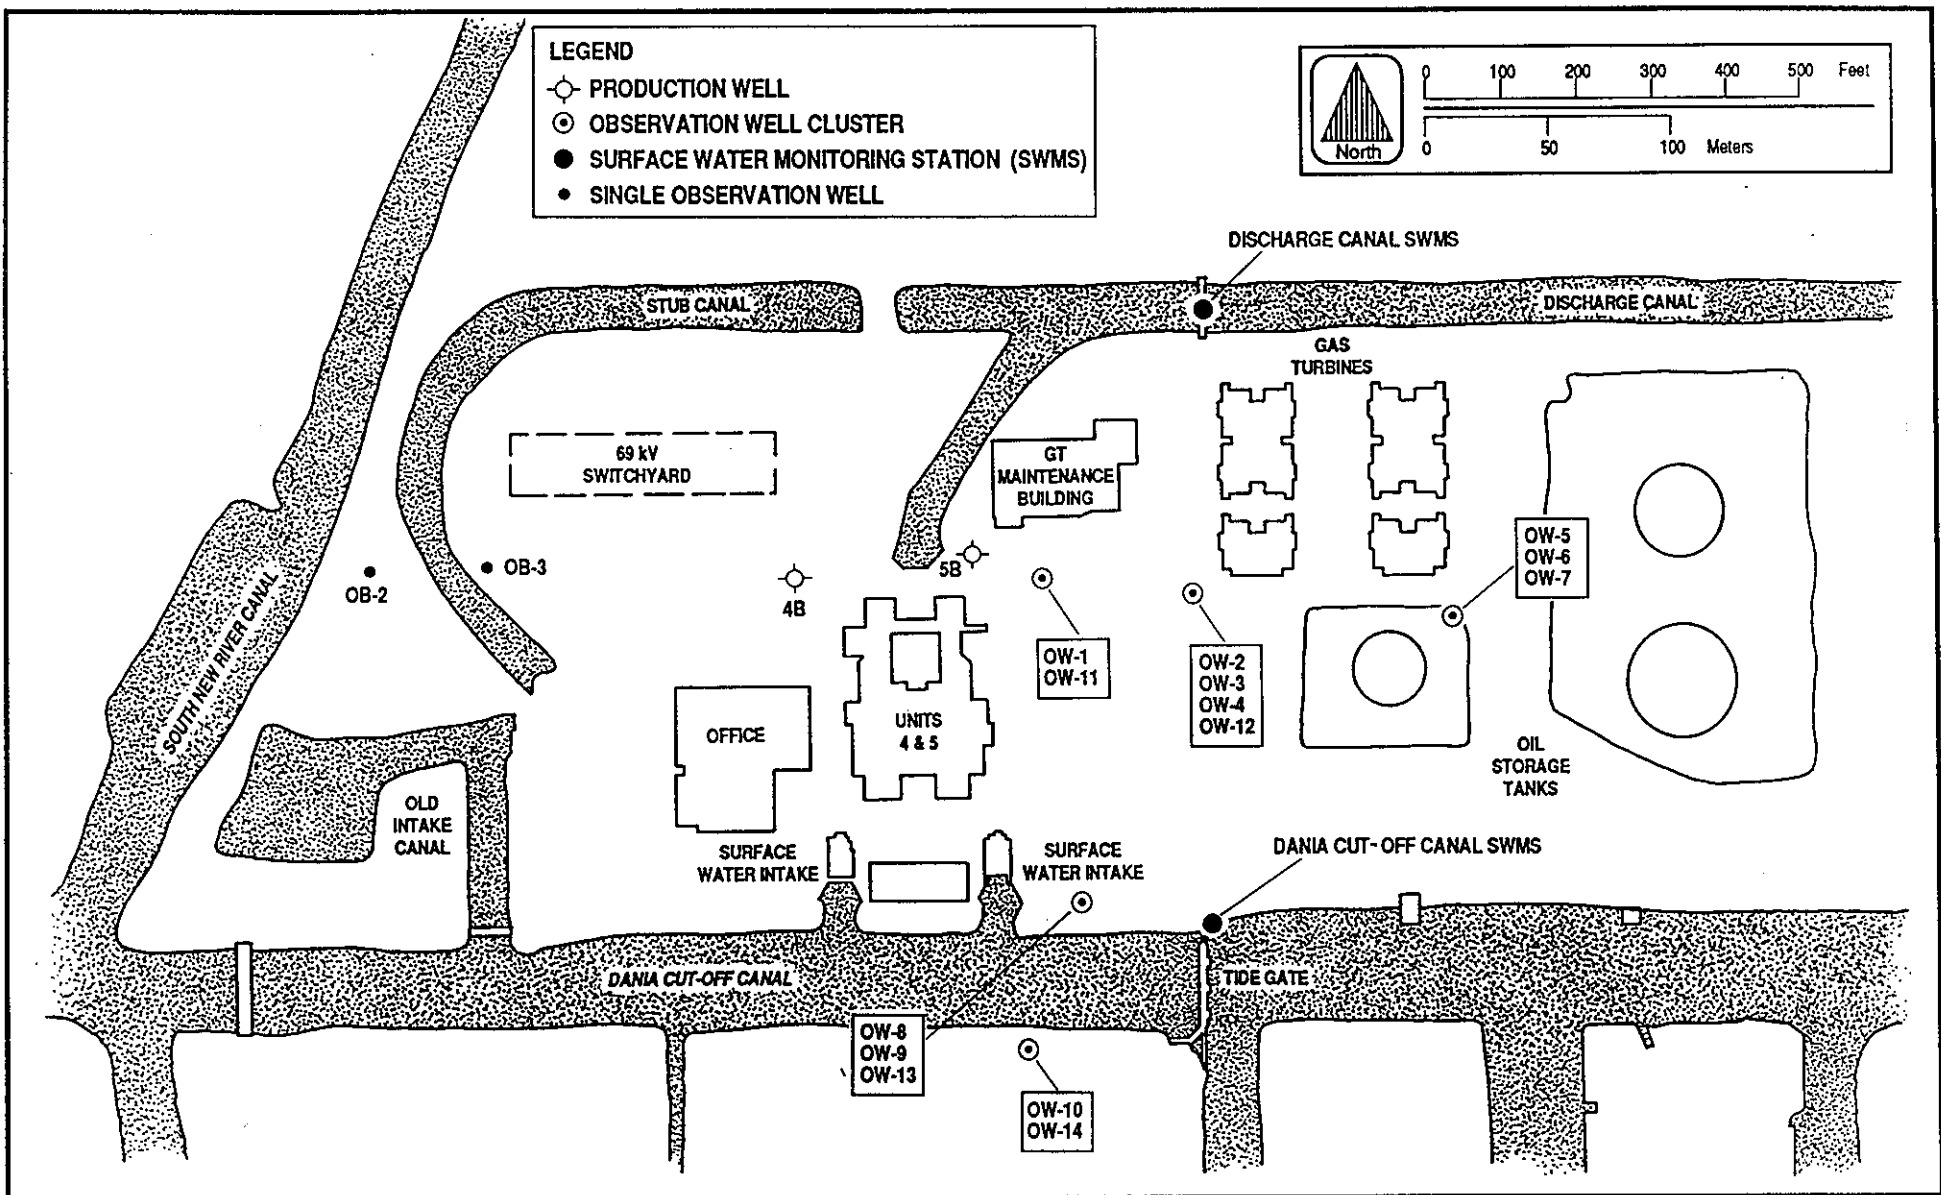 LEGEND
PRODUCTION WELL
OBSERVATION WELL CLUSTER
SURFACE WATER MONITORING STATION (SWMS)
SINGLE OBSERVATION WELL
North
0 100 200 300 400 500 Feet
0 50 100 Meters
DISCHARGE CANAL SWMS
STUB CANAL
DISCHARGE CANAL
GAS
TURBINES
69 kV
SWITCHYARD
GT
MAINTENANCE
BUILDING
OW-5
OW-6
OW-7
OB-2
OB-3
4B
5B
SOUTH NEW RIVER CANAL
OW-1
OW-11
OW-2
OW-3
OW-4
OW-12
OFFICE
UNITS
4 & 5
OIL
STORAGE
TANKS
OLD
INTAKE
CANAL
SURFACE
WATER INTAKE
SURFACE
WATER INTAKE
DANIA CUT-OFF CANAL SWMS
DANIA CUT-OFF CANAL
TIDE GATE
OW-8
OW-9
OW-13
OW-10
OW-14